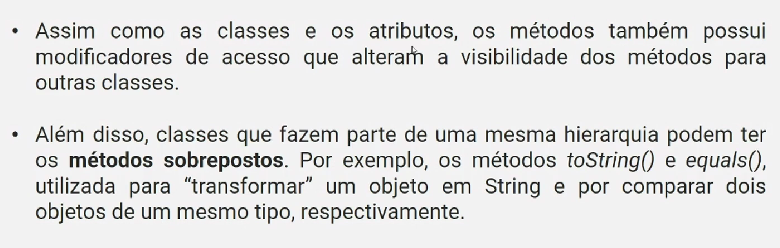 • Assim como as classes e os atributos, os métodos também possui
modificadores de acesso que alteram a visibilidade dos métodos para
outras classes.
• Além disso, classes que fazem parte de uma mesma hierarquia podem ter
os métodos sobrepostos. Por exemplo, os métodos toString() e equals(),
utilizada para “transformar” um objeto em String e por comparar dois
objetos de um mesmo tipo, respectivamente.